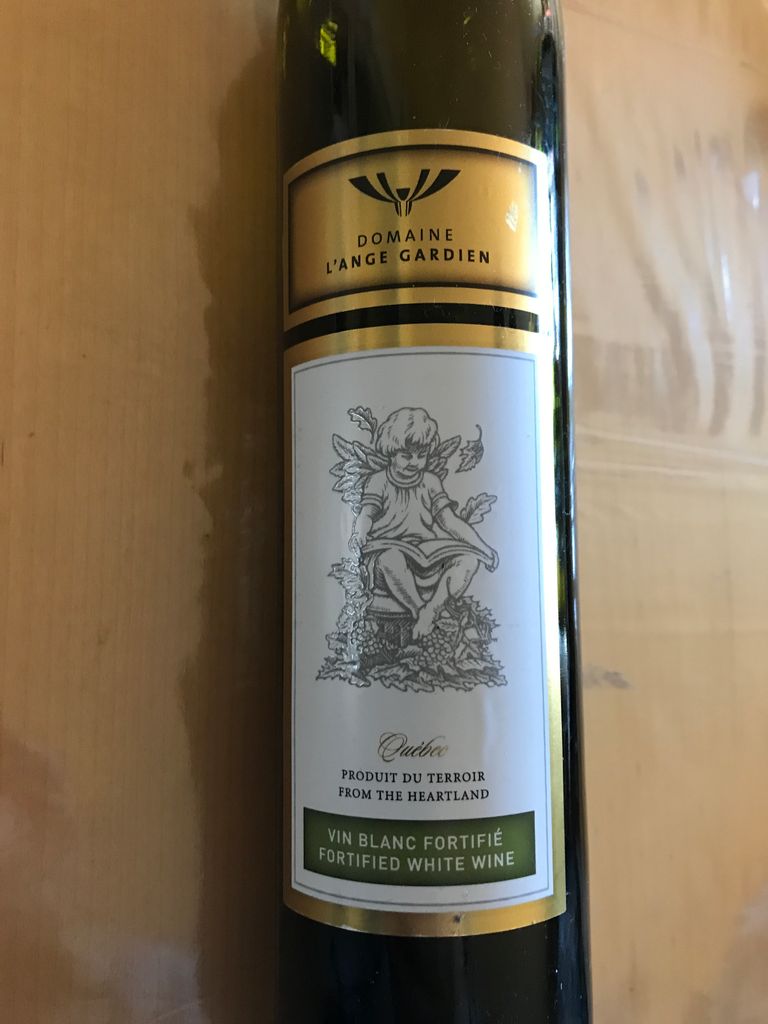 DOMAINE
L'ANGE GARDIEN
Québec
PRODUIT DU TERROIR
FROM THE HEARTLAND
VIN BLANC FORTIFIÉ
FORTIFIED WHITE WINE